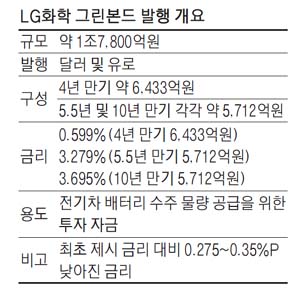 LG화학 그린본드 발행 개요
규모 약 1조7.800억원
발행 달러 및 유로
구성 4년 만기 약 6.433억원
5.5년 및 10년 만기 각각 약 5.712억원
금리 0.599%(4년 만기 6.433억원)
3.279%(5.5년 만기 5.712억원)
3.695%(10년 만기 5.712억원)
용도 전기차 배터리 수주 물량 공급을 위한
투자 자금
비고 최초 제시 금리 대비 0.275~0.35%P
낮아진 금리